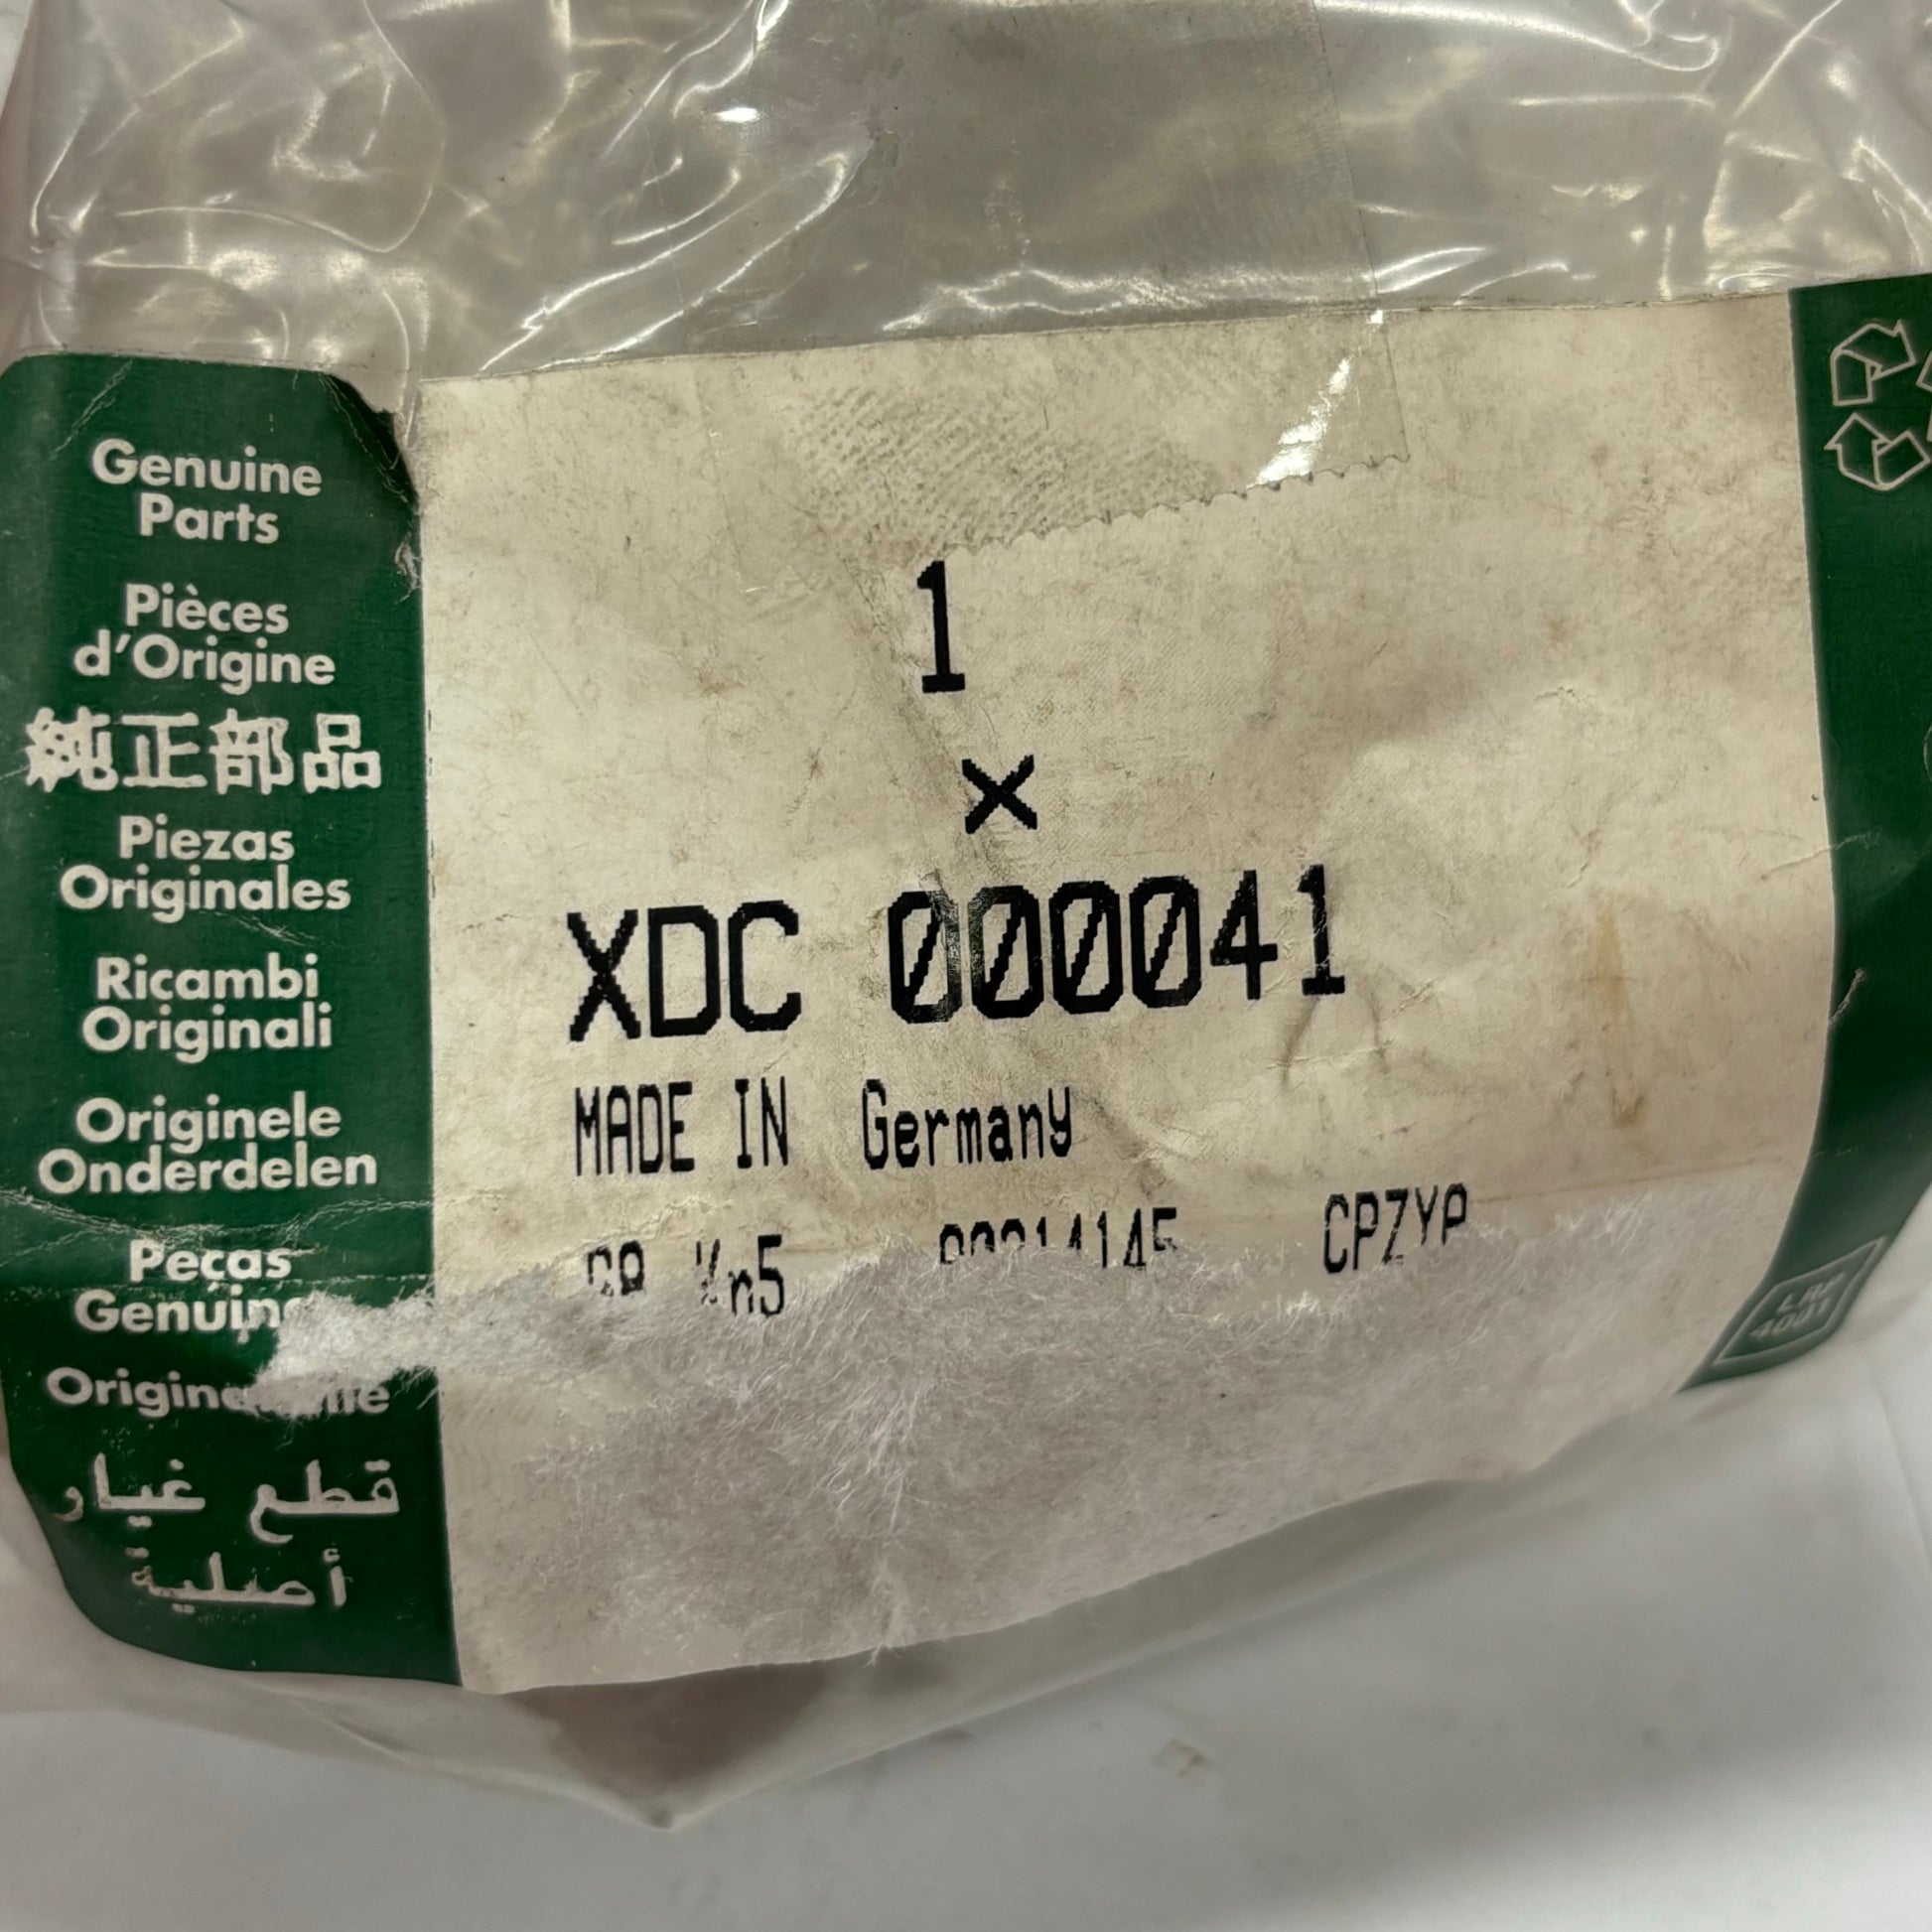 Genuine
Parts
Pièces
d'Origine
純正部品
Piezas
Originales
Ricambi
Originali
Originele
Onderdelen
Peças
قطع غيار
أصلية
1
×
XDC 000041
MADE IN Germany